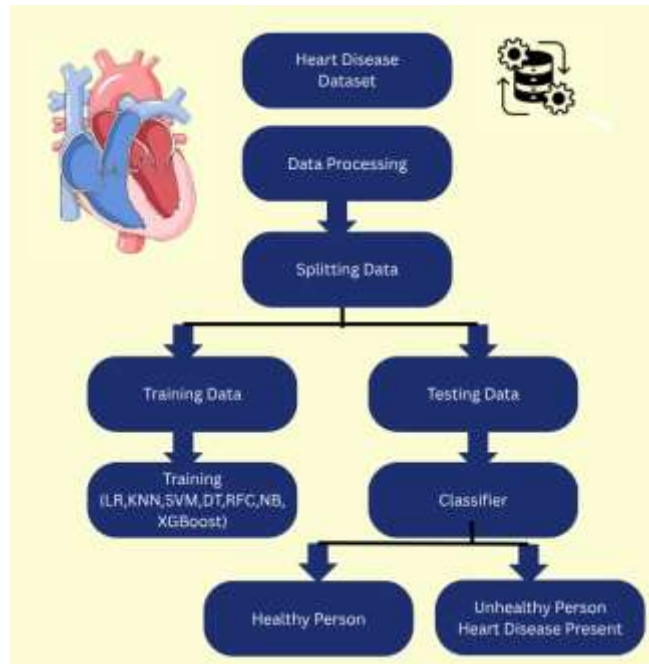 Heart Disease
Dataset
Data Processing
Splitting Data
Training Data
Testing Data
Training
(LR,KNN,SVM,DT,RFC,NB,
XGBoost)
Classifier
Healthy Person
Unhealthy Person
Heart Disease Present